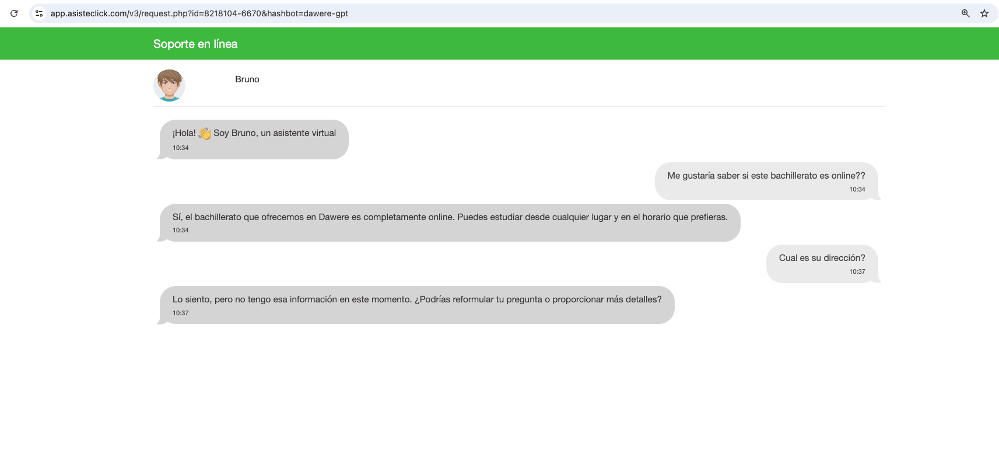 app.asisteclick.com/v3/request.php?id=8218104-6670&hashbot=dawere-gpt
Soporte en línea
Bruno
¡Hola! 👋 Soy Bruno, un asistente virtual
10:34
Me gustaría saber si este bachillerato es online??
10:34
Sí, el bachillerato que ofrecemos en Dawere es completamente online. Puedes estudiar desde cualquier lugar y en el horario que prefieras.
10:34
Cual es su dirección?
10:37
Lo siento, pero no tengo esa información en este momento. ¿Podrías reformular tu pregunta o proporcionar más detalles?
10:37